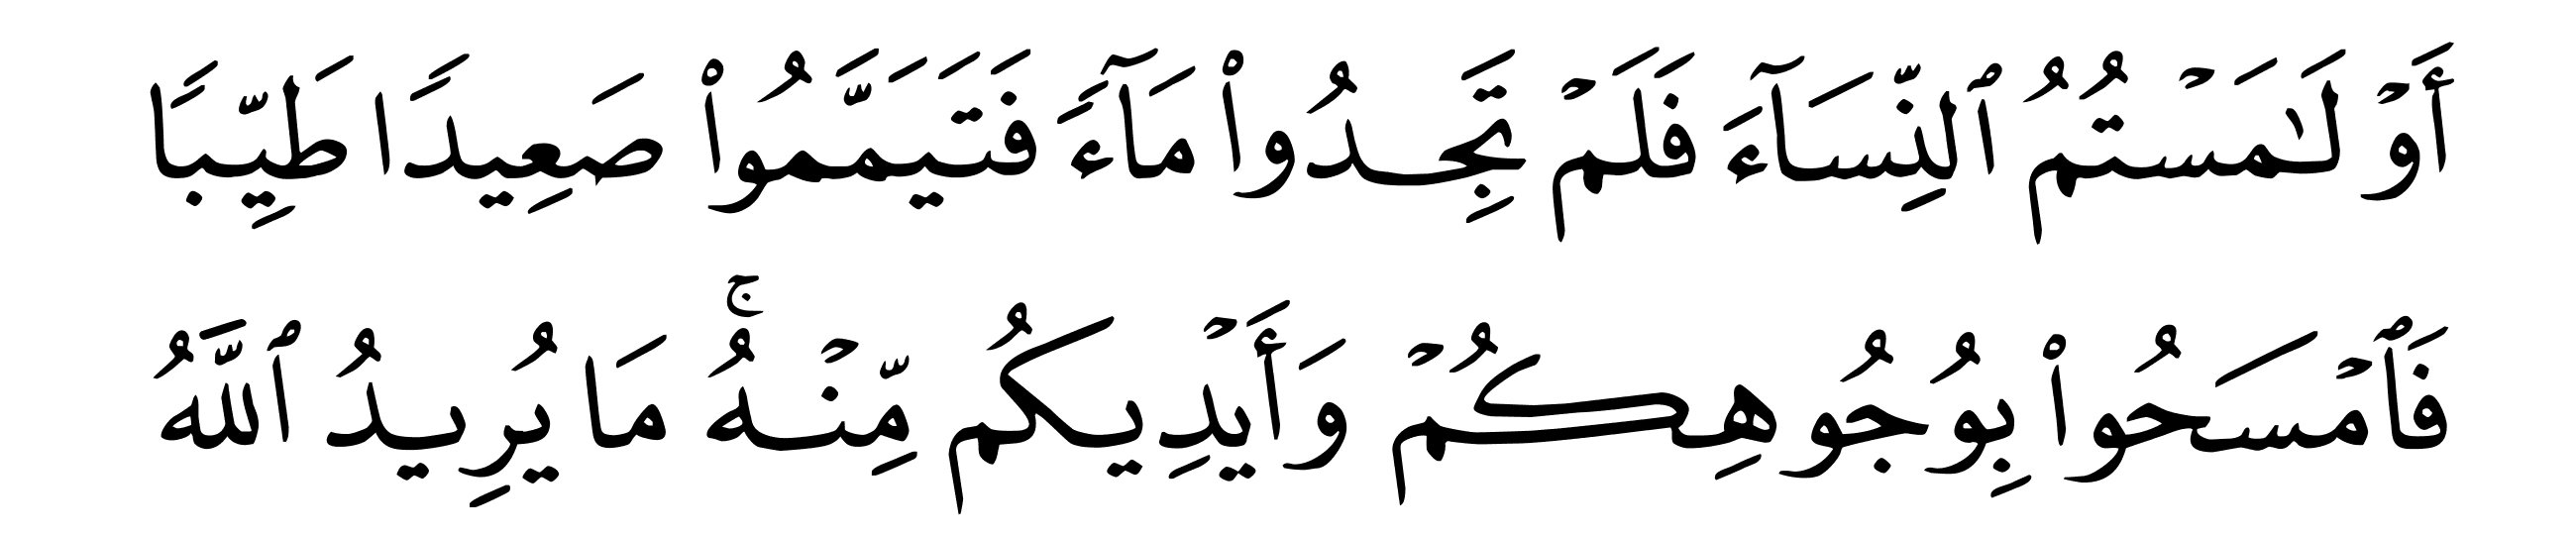 أَوْ لَـٰمَسْتُمُ ٱلنِّسَآءَ فَلَمْ تَجِدُوا۟ مَآءً فَتَيَمَّمُوا۟ صَعِيدًا طَيِّبًا
فَٱمْسَحُوا۟ بِوُجُوهِكُمْ وَأَيْدِيكُم مِّنْهُ ۚ مَا يُرِيدُ ٱللَّهُ